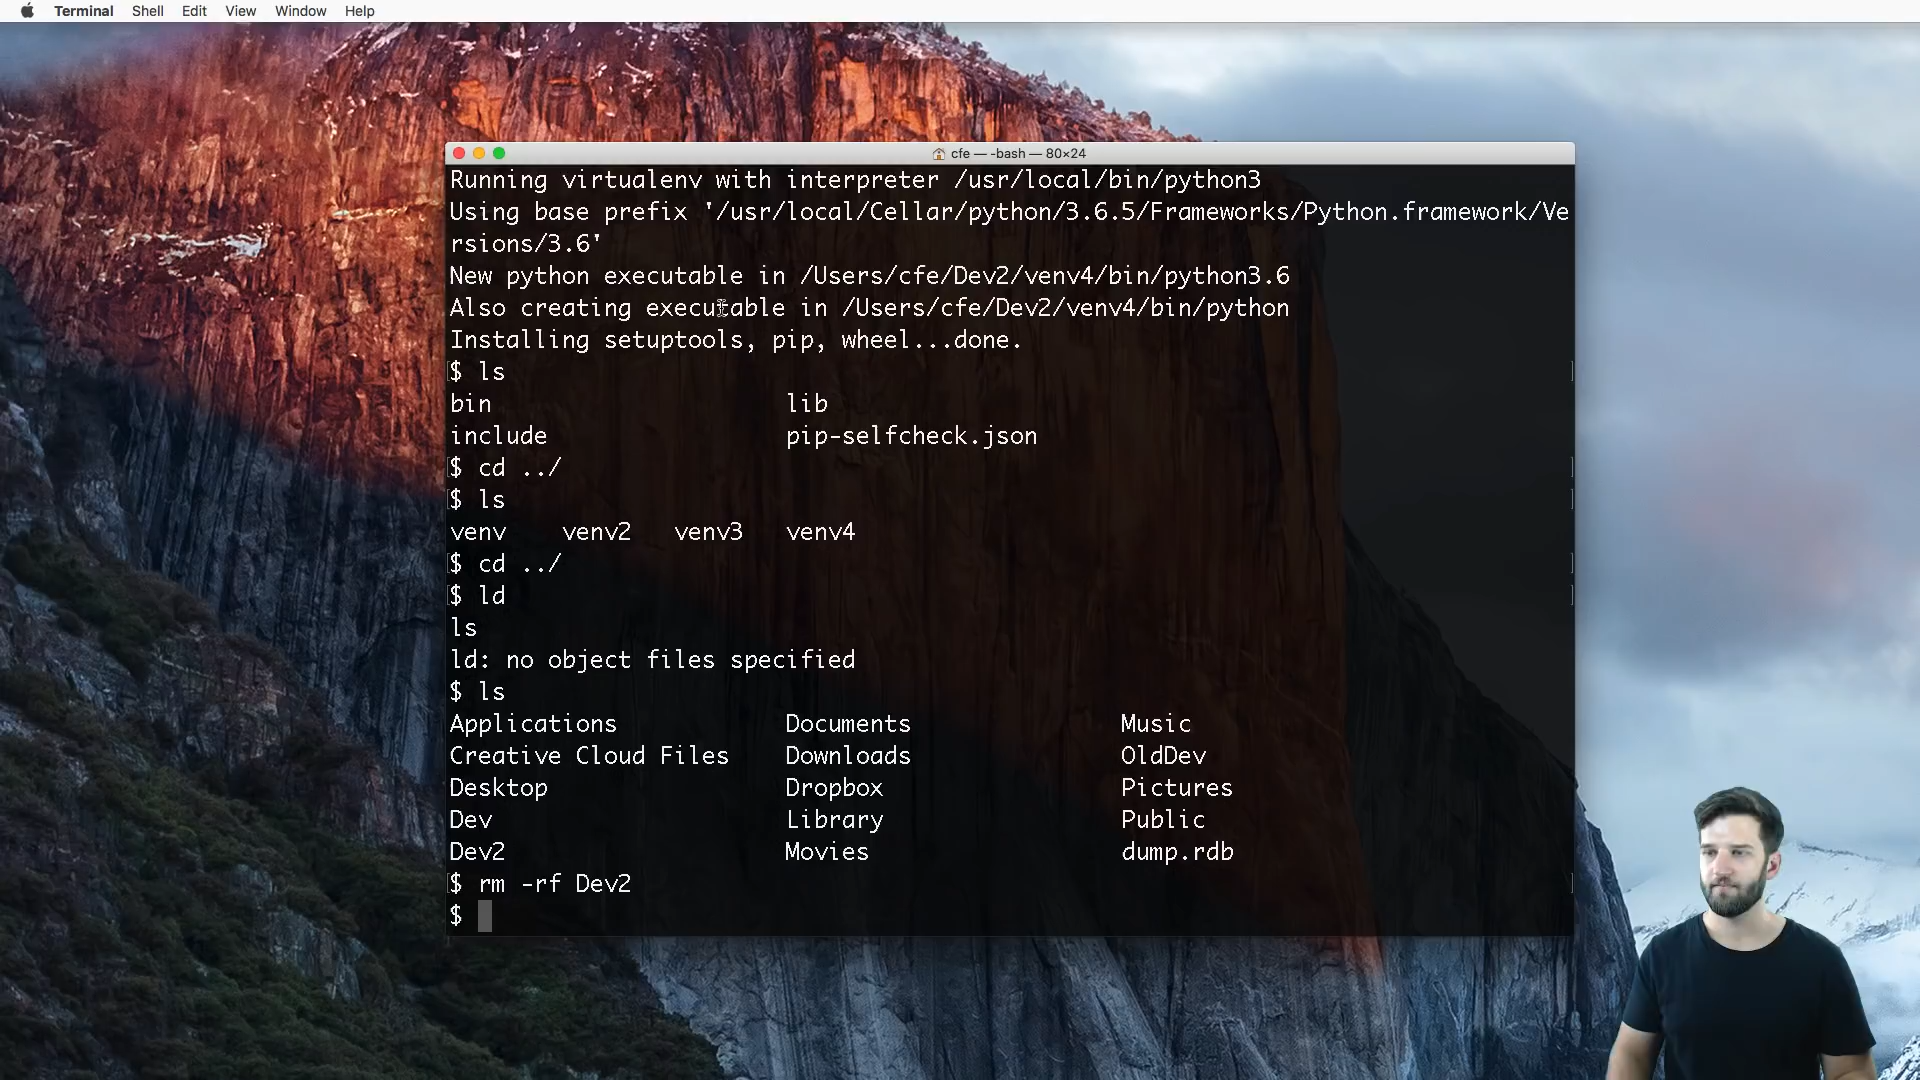 Terminal Shell Edit View Window Help
cfe — -bash — 80×24
Running virtualenv with interpreter /usr/local/bin/python3
Using base prefix '/usr/local/Cellar/python/3.6.5/Frameworks/Python.framework/Ve
rsions/3.6'
New python executable in /Users/cfe/Dev2/venv4/bin/python3.6
Also creating executable in /Users/cfe/Dev2/venv4/bin/python
Installing setuptools, pip, wheel...done.
$ ls
bin lib
include pip-selfcheck.json
$ cd ../
$ ls
venv venv2 venv3 venv4
$ cd ../
$ ld
ls
ld: no object files specified
$ ls
Applications Documents Music
Creative Cloud Files Downloads OldDev
Desktop Dropbox Pictures
Dev Library Public
Dev2 Movies dump.rdb
$ rm -rf Dev2
$